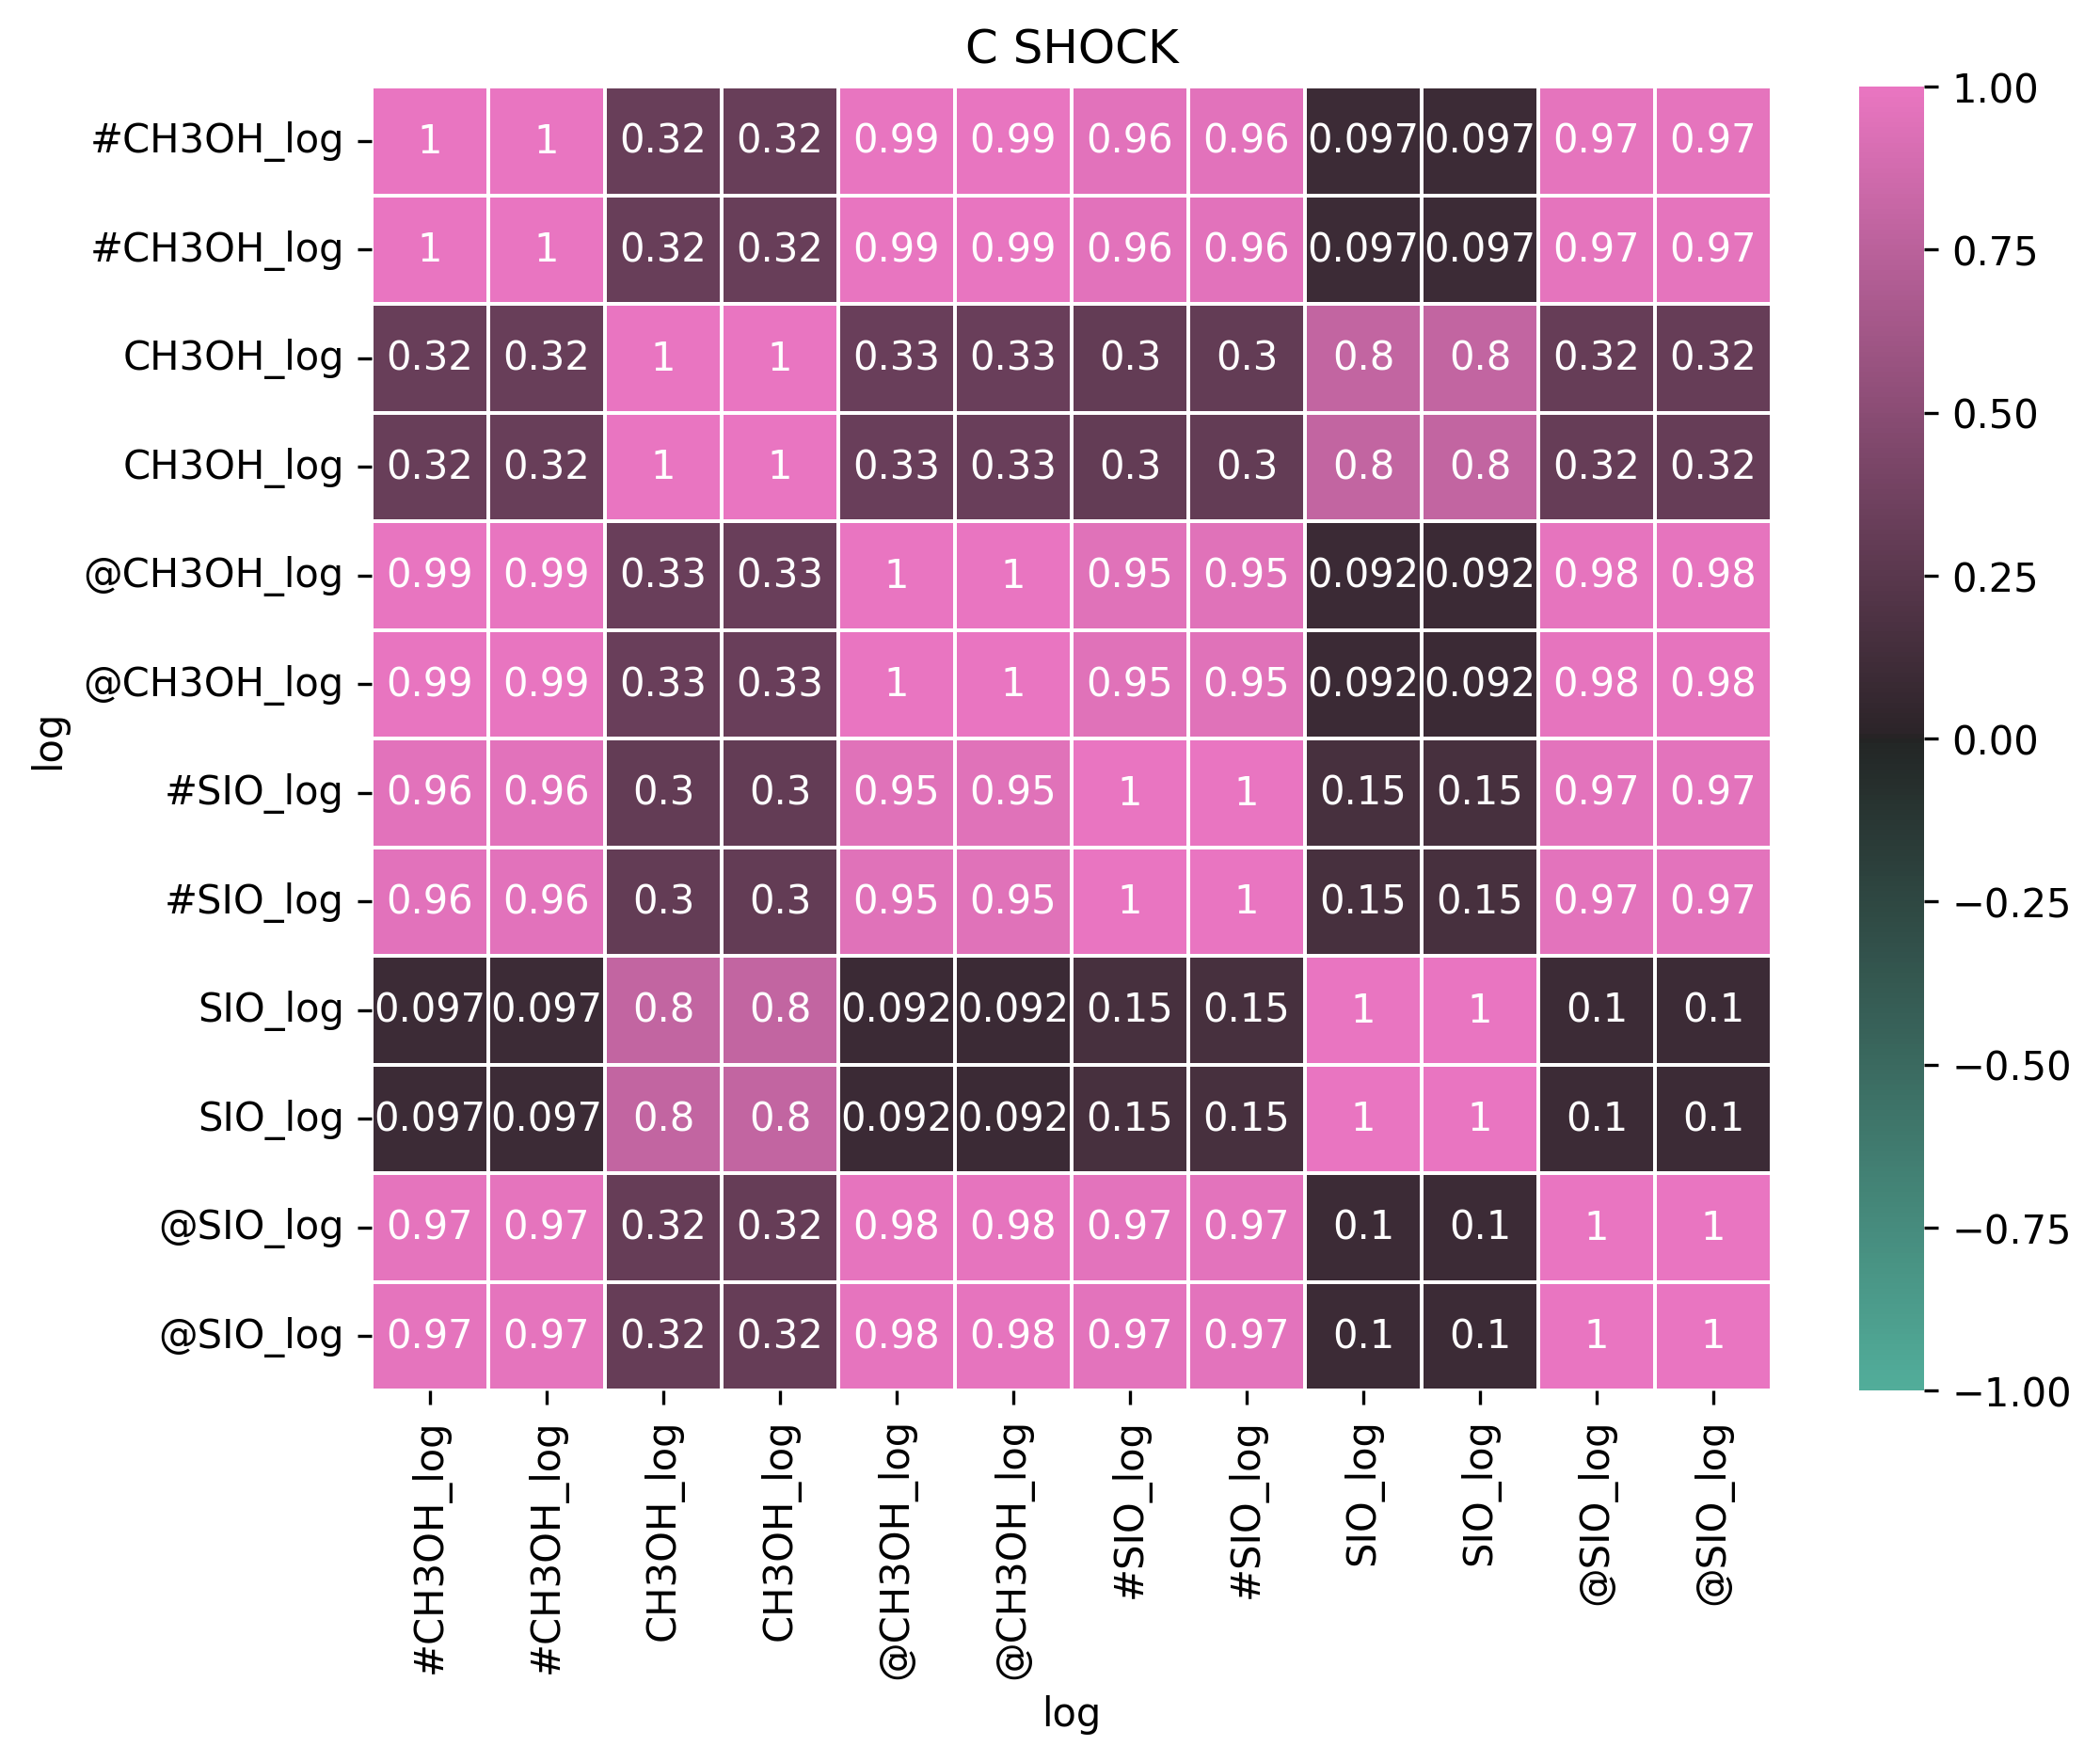 C SHOCK
#CH3OH_log 1 1 0.32 0.32 0.99 0.99 0.96 0.96 0.097 0.097 0.97 0.97
#CH3OH_log 1 1 0.32 0.32 0.99 0.99 0.96 0.96 0.097 0.097 0.97 0.97
CH3OH_log 0.32 0.32 1 1 0.33 0.33 0.3 0.3 0.8 0.8 0.32 0.32
CH3OH_log 0.32 0.32 1 1 0.33 0.33 0.3 0.3 0.8 0.8 0.32 0.32
@CH3OH_log 0.99 0.99 0.33 0.33 1 1 0.95 0.95 0.092 0.092 0.98 0.98
@CH3OH_log 0.99 0.99 0.33 0.33 1 1 0.95 0.95 0.092 0.092 0.98 0.98
#SIO_log 0.96 0.96 0.3 0.3 0.95 0.95 1 1 0.15 0.15 0.97 0.97
#SIO_log 0.96 0.96 0.3 0.3 0.95 0.95 1 1 0.15 0.15 0.97 0.97
SIO_log 0.097 0.097 0.8 0.8 0.092 0.092 0.15 0.15 1 1 0.1 0.1
SIO_log 0.097 0.097 0.8 0.8 0.092 0.092 0.15 0.15 1 1 0.1 0.1
@SIO_log 0.97 0.97 0.32 0.32 0.98 0.98 0.97 0.97 0.1 0.1 1 1
@SIO_log 0.97 0.97 0.32 0.32 0.98 0.98 0.97 0.97 0.1 0.1 1 1
log
#CH3OH_log
#CH3OH_log
CH3OH_log
CH3OH_log
@CH3OH_log
@CH3OH_log
#SIO_log
#SIO_log
SIO_log
SIO_log
@SIO_log
@SIO_log
log
1.00
0.75
0.50
0.25
0.00
−0.25
−0.50
−0.75
−1.00